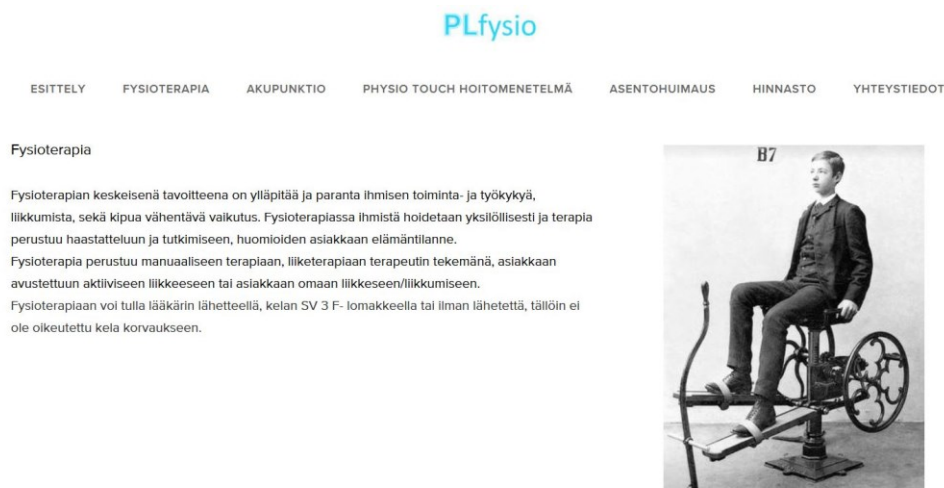 PLfysio
ESITTELY FYSIOTERAPIA AKUPUNKTIO PHYSIO TOUCH HOITOMENETELMÄ ASENTOHUIMAUS HINNASTO YHTEYSTIEDOT
Fysioterapia
B7
Fysioterapian keskeisenä tavoitteena on ylläpitää ja paranta ihmisen toiminta- ja työkykyä,
liikkumista, sekä kipua vähentävä vaikutus. Fysioterapiassa ihmistä hoidetaan yksilöllisesti ja terapia
perustuu haastatteluun ja tutkimiseen, huomioiden asiakkaan elämäntilanne.
Fysioterapia perustuu manuaaliseen terapiaan, liiketerapiaan terapeutin tekemänä, asiakkaan
avustettuun aktiiviseen liikkeeseen tai asiakkaan omaan liikkeseen/liikkumiseen.
Fysioterapiaan voi tulla lääkärin lähetteellä, kelan SV 3 F- lomakkeella tai ilman lähetettä, tällöin ei
ole oikeutettu kela korvaukseen.